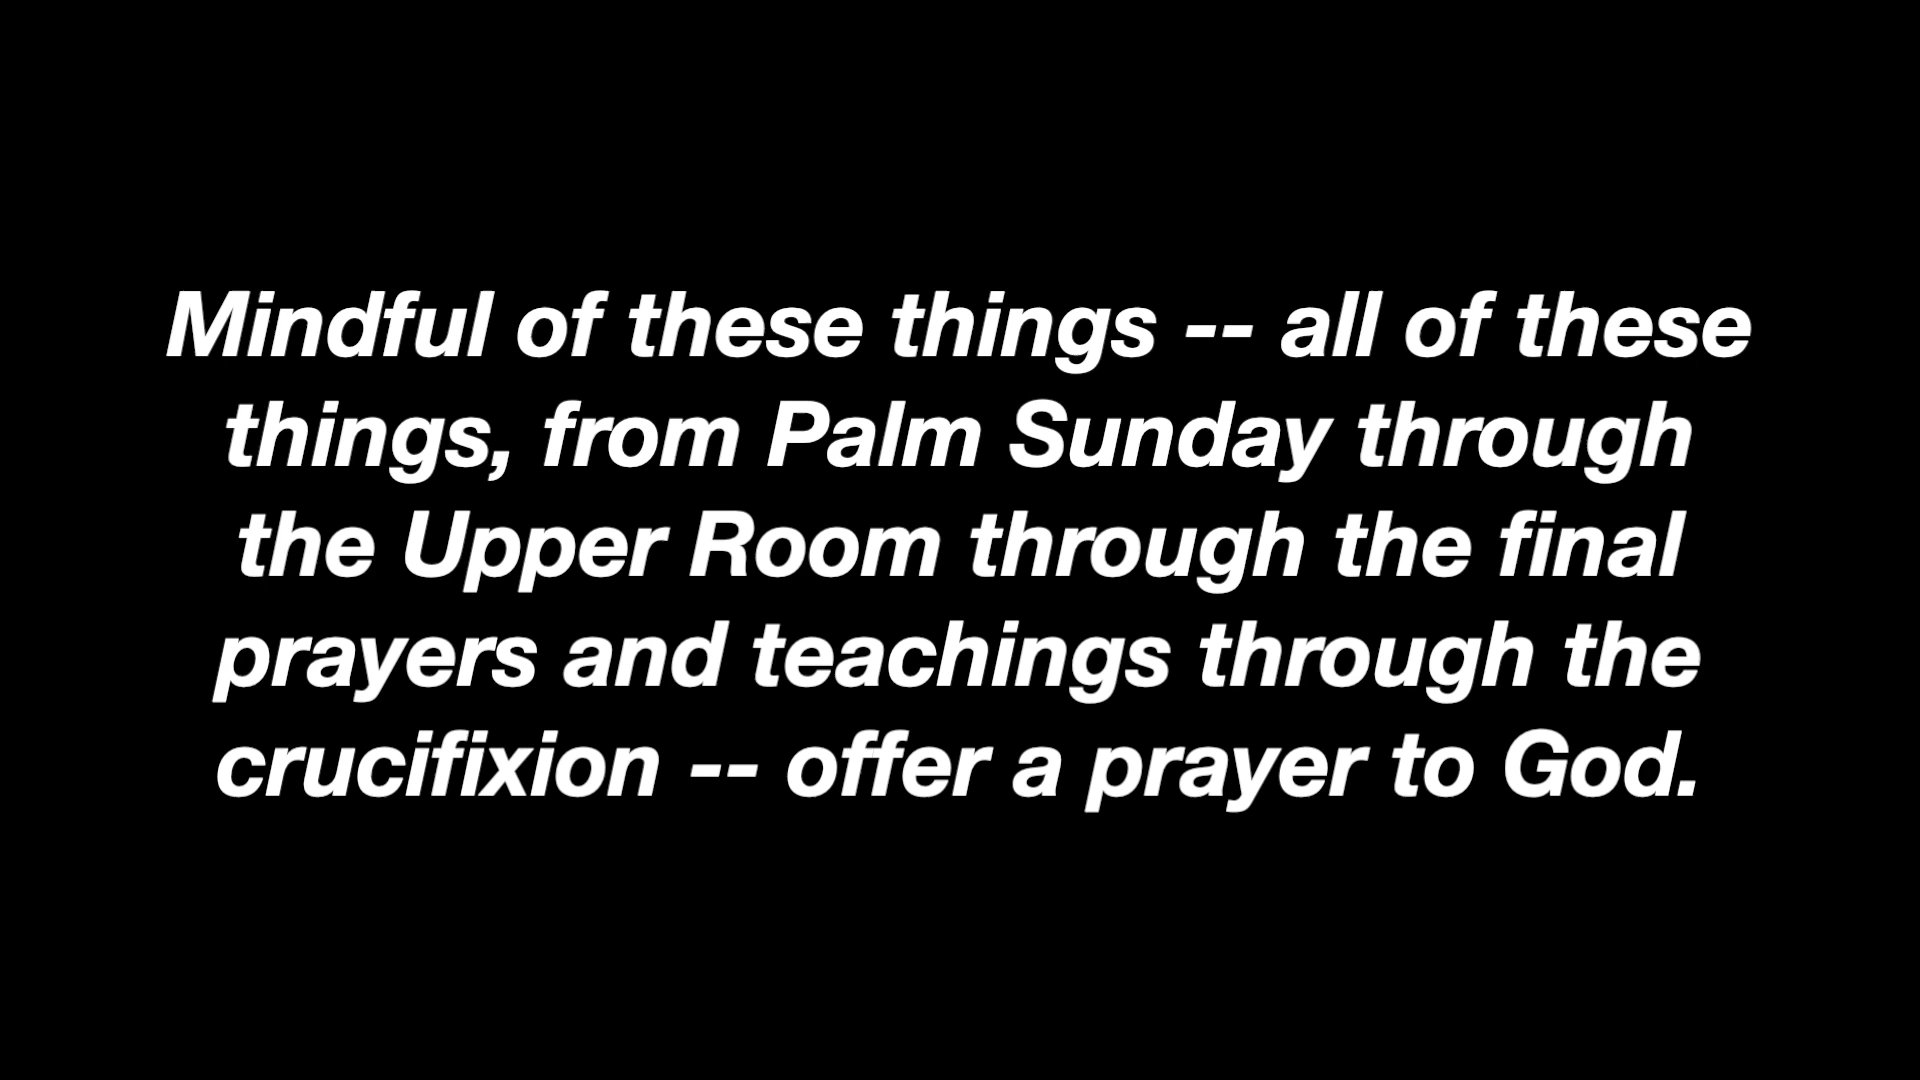 Mindful of these things -- all of these
things, from Palm Sunday through
the Upper Room through the final
prayers and teachings through the
crucifixion -- offer a prayer to God.